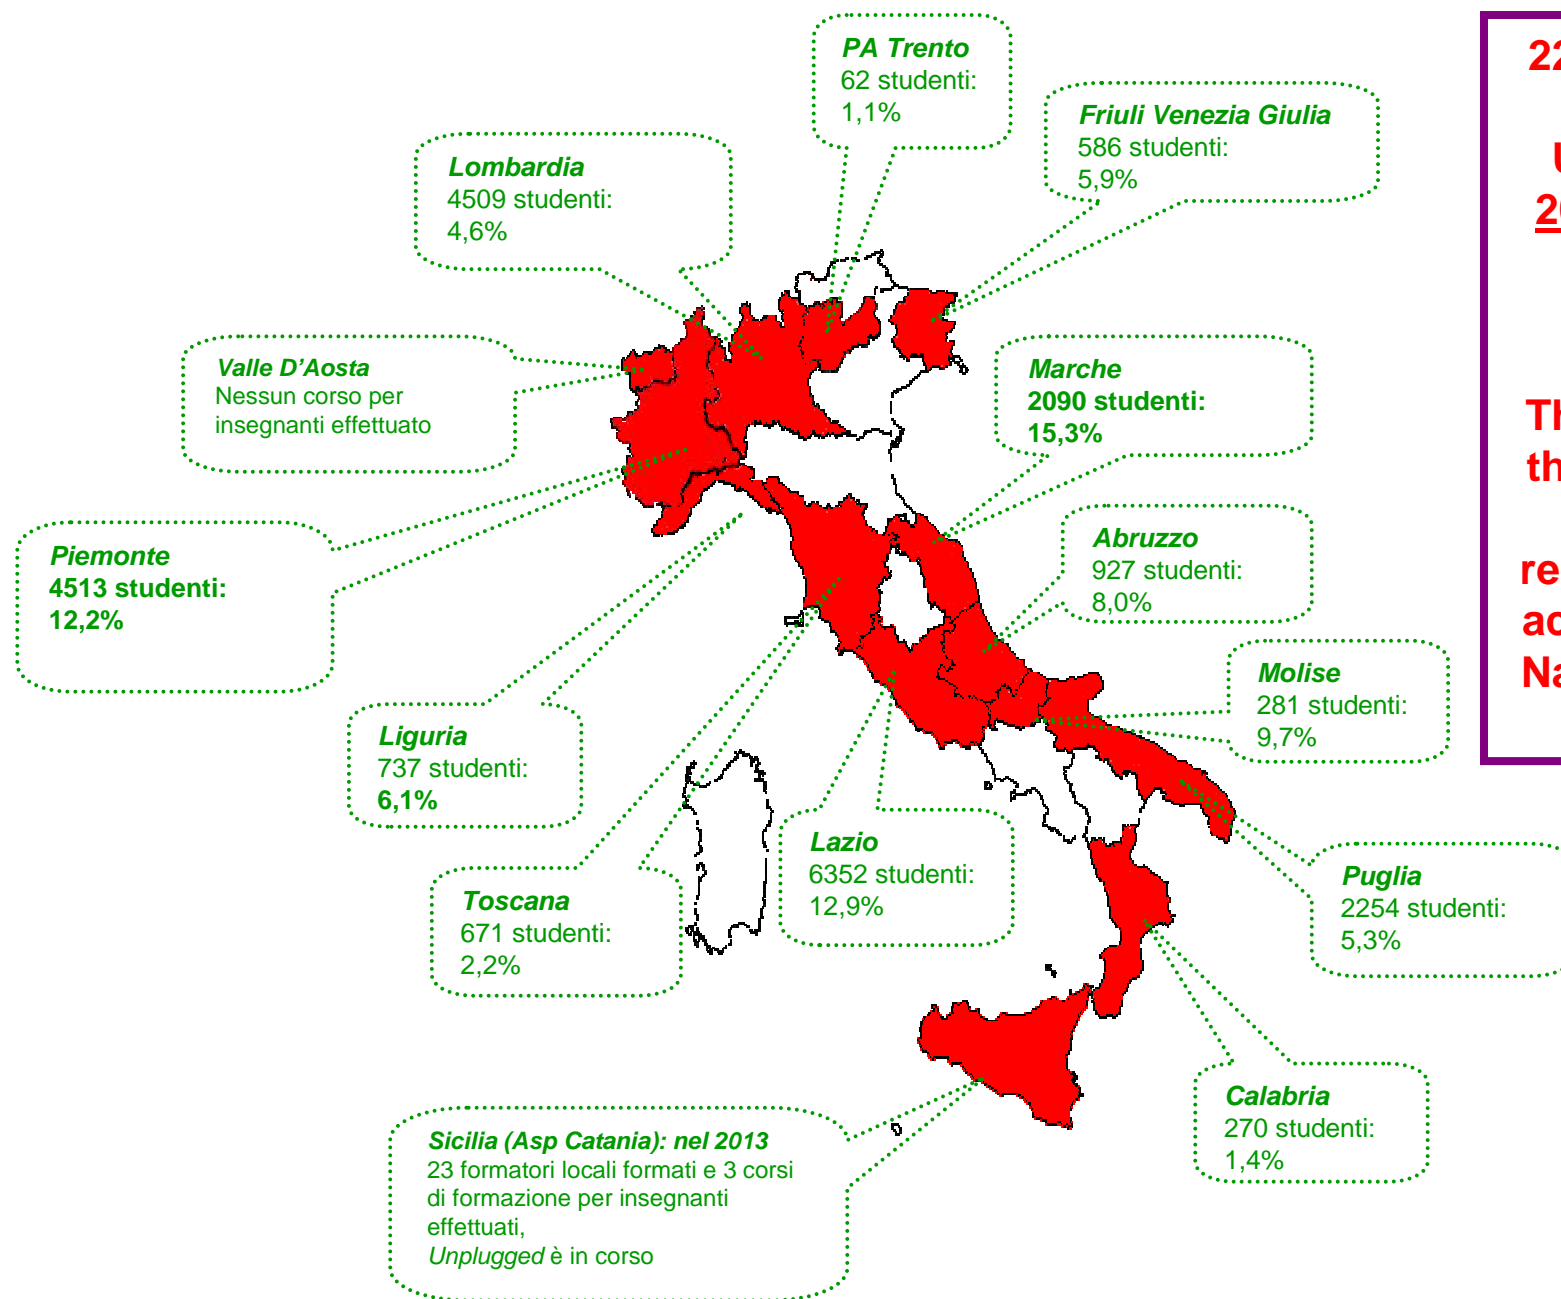 PA Trento
62 studenti:
1,1%
Friuli Venezia Giulia
586 studenti:
5,9%
Lombardia
4509 studenti:
4,6%
Valle D'Aosta
Nessun corso per
insegnanti effettuato
Marche
2090 studenti:
15,3%
Piemonte
4513 studenti:
12,2%
Abruzzo
927 studenti:
8,0%
Molise
281 studenti:
9,7%
Liguria
737 studenti:
6,1%
Lazio
6352 studenti:
12,9%
Toscana
671 studenti:
2,2%
Puglia
2254 studenti:
5,3%
Calabria
270 studenti:
1,4%
Sicilia (Asp Catania): nel 2013
23 formatori locali formati e 3 corsi
di formazione per insegnanti
effettuati,
Unplugged è in corso